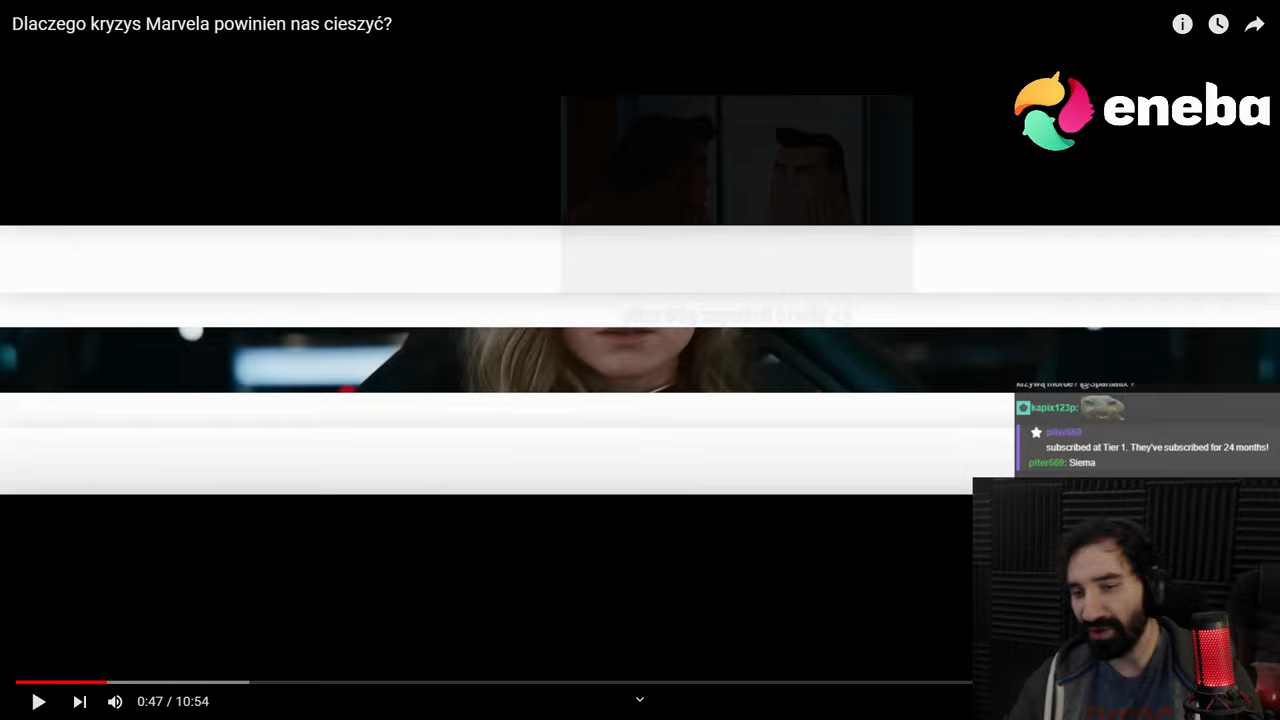 Dlaczego kryzys Marvela powinien nas cieszyć?
eneba
kapix123p:
piter669
subscribed at Tier 1. They've subscribed for 24 months!
piter669: Siema
0:47 / 10:54